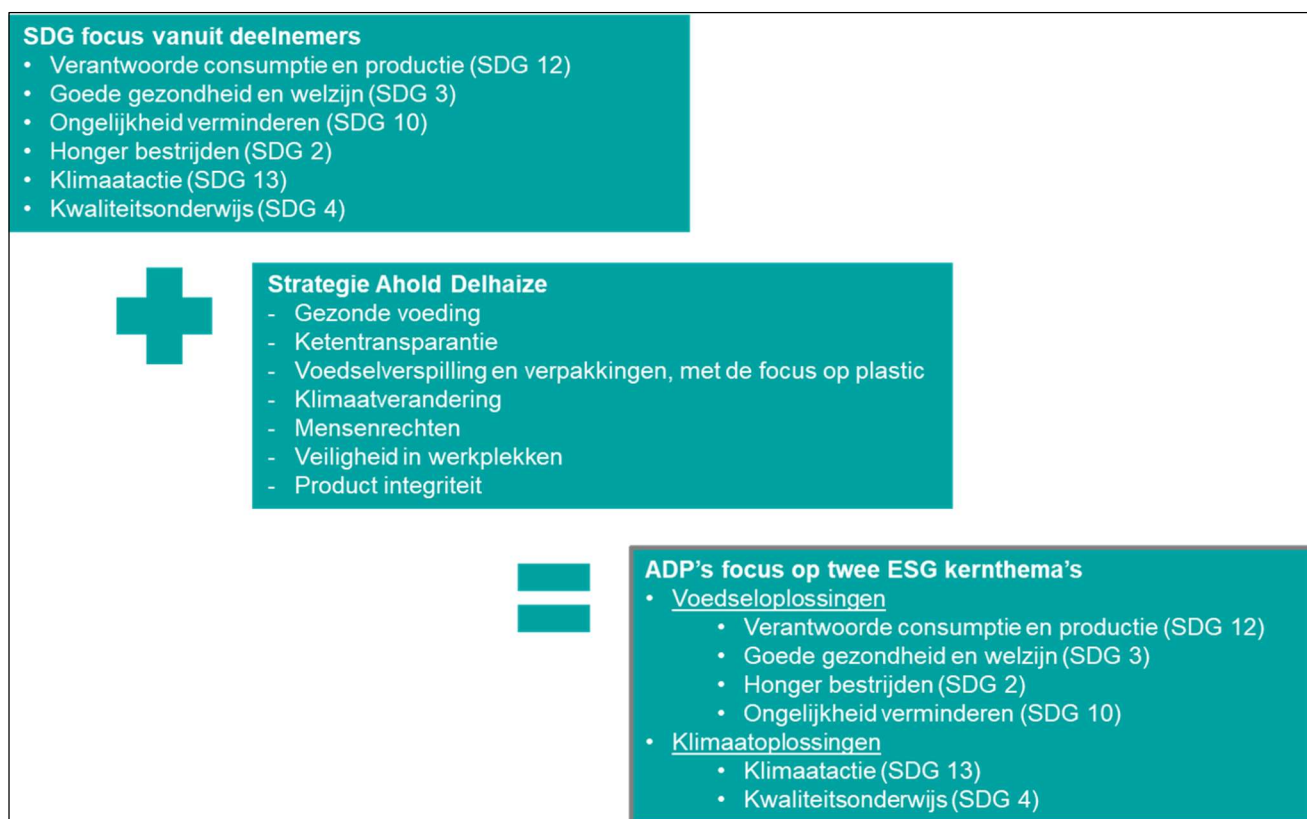 SDG focus vanuit deelnemers
• Verantwoorde consumptie en productie (SDG 12)
• Goede gezondheid en welzijn (SDG 3)
• Ongelijkheid verminderen (SDG 10)
• Honger bestrijden (SDG 2)
• Klimaatactie (SDG 13)
• Kwaliteitsonderwijs (SDG 4)
Strategie Ahold Delhaize
- Gezonde voeding
- Ketentransparantie
- Voedselverspilling en verpakkingen, met de focus op plastic
- Klimaatverandering
- Mensenrechten
- Veiligheid in werkplekken
- Product integriteit
ADP's focus op twee ESG kernthema's
• Voedseloplossingen
• Verantwoorde consumptie en productie (SDG 12)
• Goede gezondheid en welzijn (SDG 3)
• Honger bestrijden (SDG 2)
• Ongelijkheid verminderen (SDG 10)
• Klimaatoplossingen
• Klimaatactie (SDG 13)
• Kwaliteitsonderwijs (SDG 4)